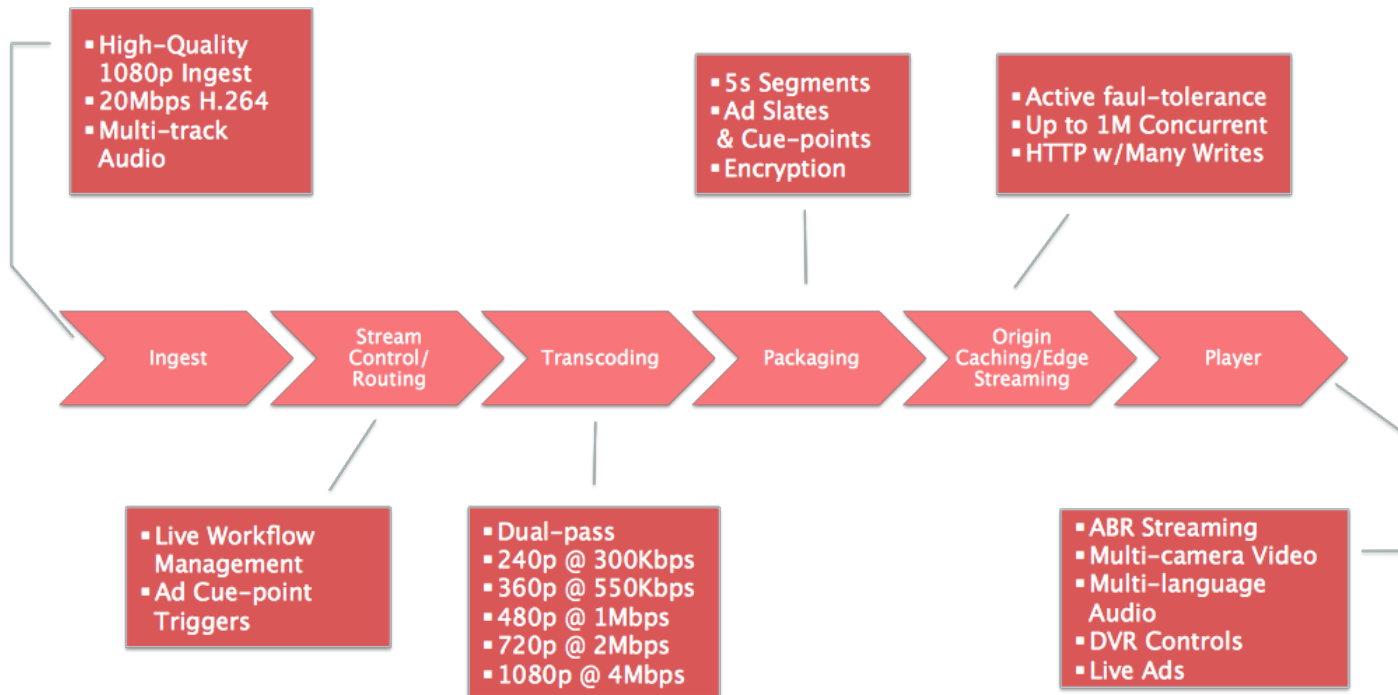 ▪ High-Quality
1080p Ingest
▪ 20Mbps H.264
▪ Multi-track
Audio
▪ 5s Segments
▪ Ad Slates
& Cue-points
▪ Encryption
▪ Active faul-tolerance
▪ Up to 1M Concurrent
▪ HTTP w/Many Writes
Ingest
Stream
Control/
Routing
Transcoding
Packaging
Origin
Caching/Edge
Streaming
Player
▪ Live Workflow
Management
▪ Ad Cue-point
Triggers
▪ Dual-pass
▪ 240p @ 300Kbps
▪ 360p @ 550Kbps
▪ 480p @ 1Mbps
▪ 720p @ 2Mbps
▪ 1080p @ 4Mbps
▪ ABR Streaming
▪ Multi-camera Video
▪ Multi-language
Audio
▪ DVR Controls
▪ Live Ads